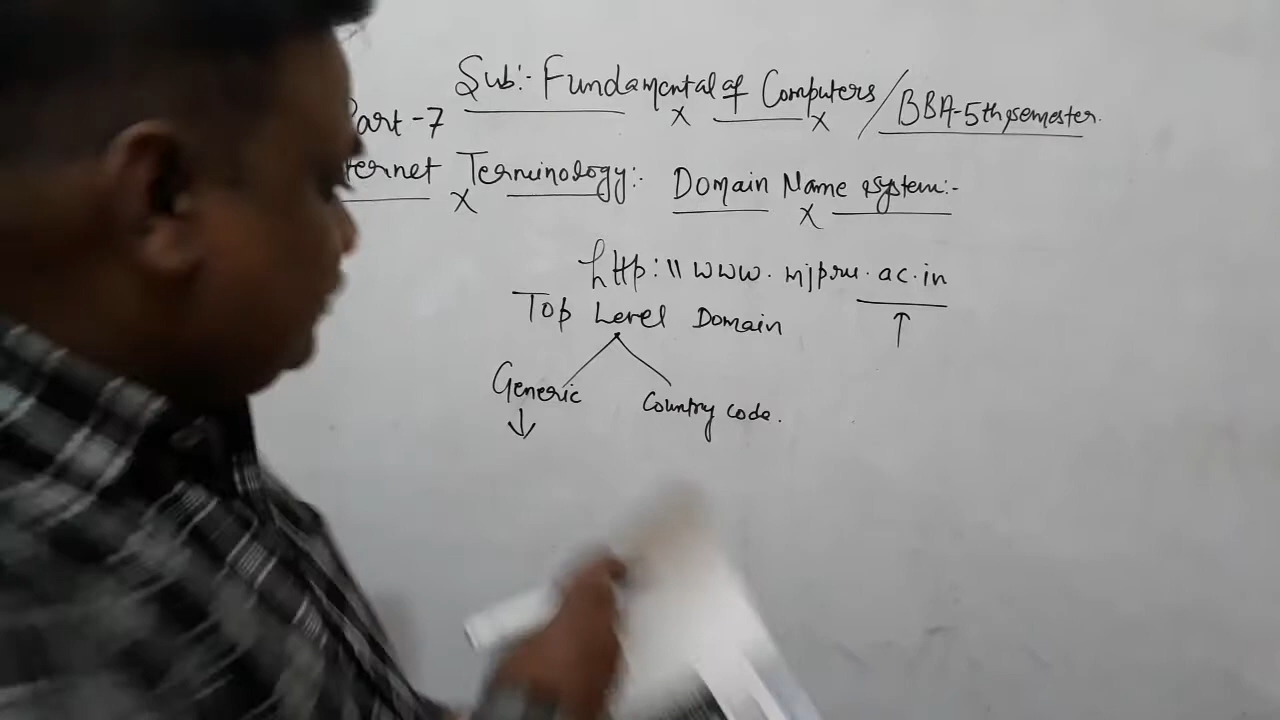 Sub:- Fundamental of Computers / BBA-5th semester.
Part -7
ternet Terminology:- Domain Name system:-
http:\\www.mjpru.ac.in
Top Level Domain
Generic Country code.